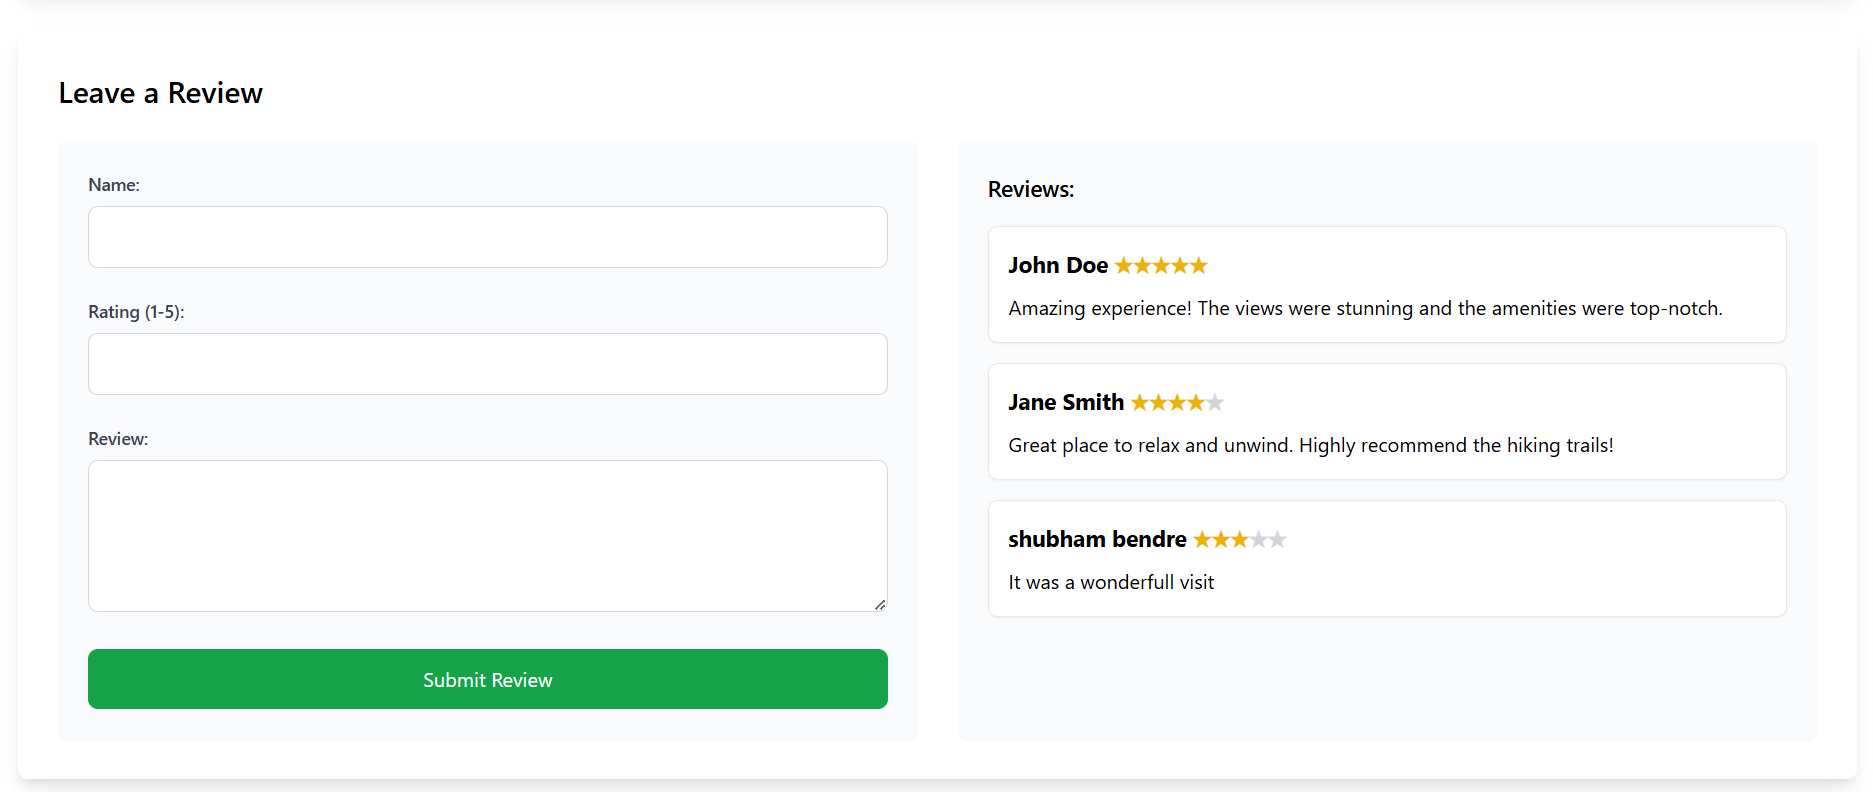 Leave a Review
Name:
Rating (1-5):
Review:
Submit Review
Reviews:
John Doe ★★★★★
Amazing experience! The views were stunning and the amenities were top-notch.
Jane Smith ★★★★★
Great place to relax and unwind. Highly recommend the hiking trails!
shubham bendre ★★★★★
It was a wonderfull visit